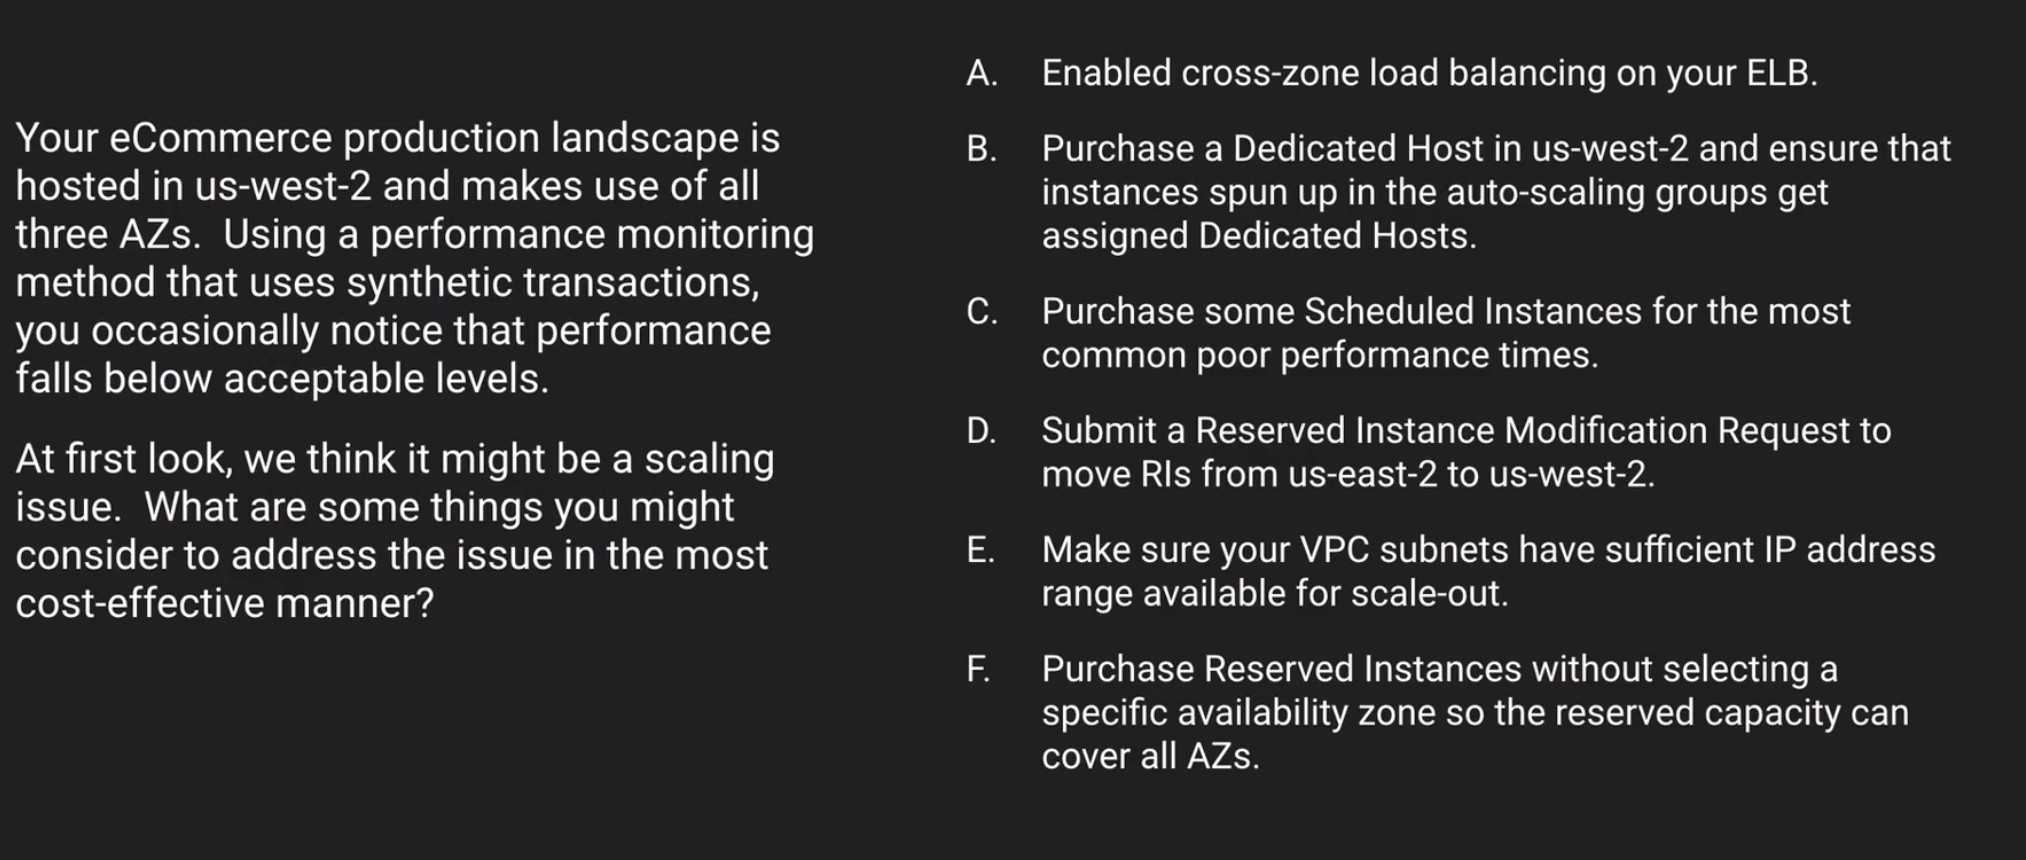 Your eCommerce production landscape is
hosted in us-west-2 and makes use of all
three AZs.  Using a performance monitoring
method that uses synthetic transactions,
you occasionally notice that performance
falls below acceptable levels.
At first look, we think it might be a scaling
issue.  What are some things you might
consider to address the issue in the most
cost-effective manner?
A. Enabled cross-zone load balancing on your ELB.
B. Purchase a Dedicated Host in us-west-2 and ensure that
instances spun up in the auto-scaling groups get
assigned Dedicated Hosts.
C. Purchase some Scheduled Instances for the most
common poor performance times.
D. Submit a Reserved Instance Modification Request to
move RIs from us-east-2 to us-west-2.
E. Make sure your VPC subnets have sufficient IP address
range available for scale-out.
F. Purchase Reserved Instances without selecting a
specific availability zone so the reserved capacity can
cover all AZs.